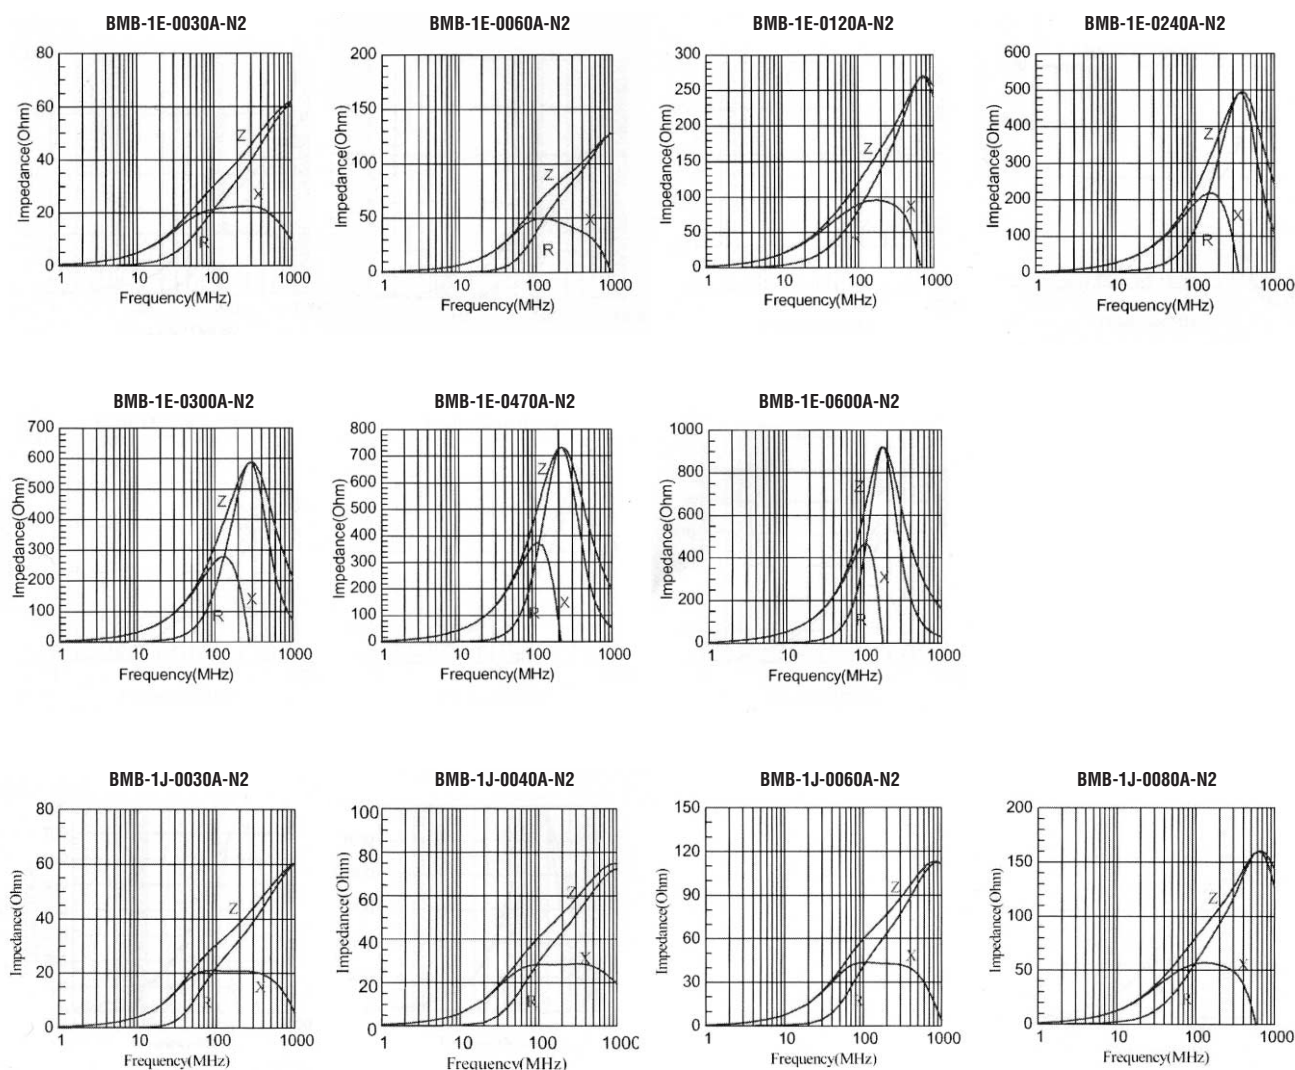 BMB-1E-0030A-N2 BMB-1E-0060A-N2 BMB-1E-0120A-N2 BMB-1E-0240A-N2
80
60
40
20
0
Impedance(Ohm)
Z
X
R
1 10 100 1000
Frequency(MHz)
200
150
100
50
0
Impedance(Ohm)
Z
X
R
1 10 100 1000
Frequency(MHz)
300
250
200
150
100
50
0
Impedance(Ohm)
Z
X
1 10 100 1000
Frequency(MHz)
600
500
400
300
200
100
0
Impedance(Ohm)
Z
X
R
1 10 100 1000
Frequency(MHz)
BMB-1E-0300A-N2 BMB-1E-0470A-N2 BMB-1E-0600A-N2
700
600
500
400
300
200
100
0
Impedance(Ohm)
Z
X
R
1 10 100 1000
Frequency(MHz)
800
700
600
500
400
300
200
100
0
Impedance(Ohm)
Z
X
R
1 10 100 1000
Frequency(MHz)
1000
800
600
400
200
0
Impedance(Ohm)
Z
X
R
1 10 100 1000
Frequency(MHz)
BMB-1J-0030A-N2 BMB-1J-0040A-N2 BMB-1J-0060A-N2 BMB-1J-0080A-N2
80
60
40
20
0
Impedance(Ohm)
Z
X
R
1 10 100 1000
Frequency(MHz)
100
80
60
40
20
0
Impedance(Ohm)
Z
X
R
1 10 100
Frequency(MHz)
150
120
90
60
30
0
Impedance(Ohm)
Z
X
R
1 10 100 1000
Frequency(MHz)
200
150
100
50
0
Impedance(Ohm)
Z
X
R
1 10 100 1000
Frequency(MHz)